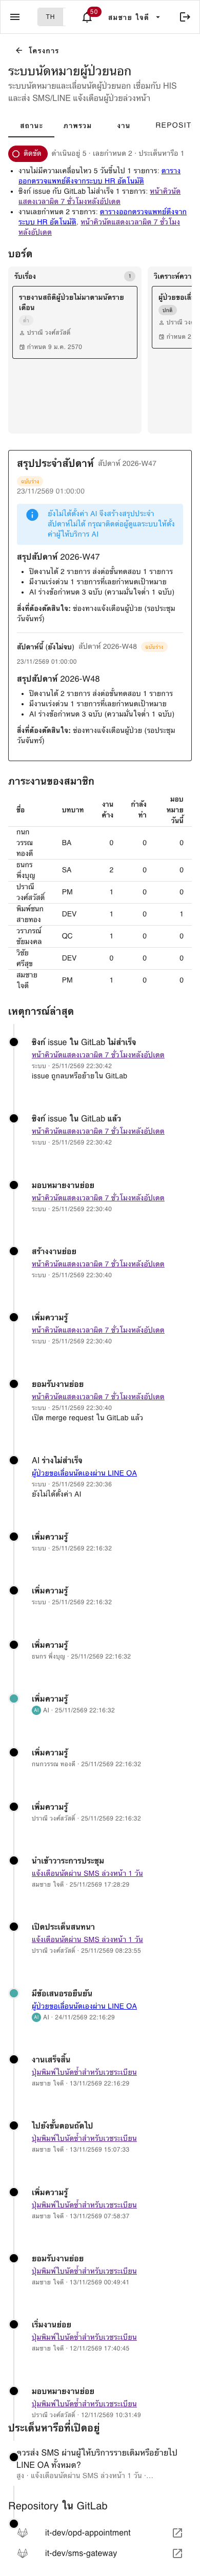 TH
50
สมชาย ใจดี
โครงการ
ระบบนัดหมายผู้ป่วยนอก
ระบบนัดหมายผู้ป่วยนอก เชื่อมกับ HIS
และส่ง SMS/LINE แจ้งเตือนผู้ป่วยล่วงหน้า
สถานะ
ภาพรวม
งาน
REPOSIT
ติดขัด
ดำเนินอยู่ 5 · เลยกำหนด 2 · ประเด็นหารือ 1
งานไม่มีความเคลื่อนไหว 5 วันขึ้นไป 1 รายการ: ตาราง
ออกตรวจแพทย์ดึงจากระบบ HR อัตโนมัติ
ซิงก์ issue กับ GitLab ไม่สำเร็จ 1 รายการ: หน้าคิวนัด
แสดงเวลาผิด 7 ชั่วโมงหลังอัปเดต
งานเลยกำหนด 2 รายการ: ตารางออกตรวจแพทย์ดึงจาก
ระบบ HR อัตโนมัติ, หน้าคิวนัดแสดงเวลาผิด 7 ชั่วโมง
หลังอัปเดต
บอร์ด
รับเรื่อง
1
รายงานสถิติผู้ป่วยไม่มาตามนัดราย
เดือน
ต่ำ
ปราณี วงศ์สวัสดิ์
กำหนด 9 ม.ค. 2570
วิเคราะห์ควา
ผู้ป่วยขอเลื่
ปกติ
ปราณี วง
กำหนด 2
สรุปประจำสัปดาห์ สัปดาห์ 2026-W47
ฉบับร่าง
23/11/2569 01:00:00
ยังไม่ได้ตั้งค่า AI จึงสร้างสรุปประจำ
สัปดาห์ไม่ได้ กรุณาติดต่อผู้ดูแลระบบให้ตั้ง
ค่าผู้ให้บริการ AI
สรุปสัปดาห์ 2026-W47
ปิดงานได้ 2 รายการ ส่งต่อขั้นทดสอบ 1 รายการ
มีงานเร่งด่วน 1 รายการที่เลยกำหนดเป้าหมาย
AI ร่างข้อกำหนด 3 ฉบับ (ความมั่นใจต่ำ 1 ฉบับ)
สิ่งที่ต้องตัดสินใจ: ช่องทางแจ้งเตือนผู้ป่วย (รอประชุม
วันจันทร์)
สัปดาห์นี้ (ยังไม่จบ) สัปดาห์ 2026-W48 ฉบับร่าง
23/11/2569 01:00:00
สรุปสัปดาห์ 2026-W48
ปิดงานได้ 2 รายการ ส่งต่อขั้นทดสอบ 1 รายการ
มีงานเร่งด่วน 1 รายการที่เลยกำหนดเป้าหมาย
AI ร่างข้อกำหนด 3 ฉบับ (ความมั่นใจต่ำ 1 ฉบับ)
สิ่งที่ต้องตัดสินใจ: ช่องทางแจ้งเตือนผู้ป่วย (รอประชุม
วันจันทร์)
ภาระงานของสมาชิก
ชื่อ บทบาท งานค้าง กำลังทำ มอบหมายวันนี้
กนกวรรณ ทองดี BA 0 0 0
ธนกร พึ่งบุญ SA 2 0 0
ปราณี วงศ์สวัสดิ์ PM 1 0 0
พิมพ์ชนก สายทอง DEV 1 0 1
วราภรณ์ ชัยมงคล QC 1 0 0
วิชัย ศรีสุข DEV 1 0 0
สมชาย ใจดี PM 1 0 0
เหตุการณ์ล่าสุด
ซิงก์ issue ใน GitLab ไม่สำเร็จ
หน้าคิวนัดแสดงเวลาผิด 7 ชั่วโมงหลังอัปเดต
ระบบ · 25/11/2569 22:30:42
issue ถูกลบหรือย้ายใน GitLab
ซิงก์ issue ใน GitLab แล้ว
หน้าคิวนัดแสดงเวลาผิด 7 ชั่วโมงหลังอัปเดต
ระบบ · 25/11/2569 22:30:42
มอบหมายงานย่อย
หน้าคิวนัดแสดงเวลาผิด 7 ชั่วโมงหลังอัปเดต
ระบบ · 25/11/2569 22:30:40
สร้างงานย่อย
หน้าคิวนัดแสดงเวลาผิด 7 ชั่วโมงหลังอัปเดต
ระบบ · 25/11/2569 22:30:40
เพิ่มความรู้
หน้าคิวนัดแสดงเวลาผิด 7 ชั่วโมงหลังอัปเดต
ระบบ · 25/11/2569 22:30:40
ยอมรับงานย่อย
หน้าคิวนัดแสดงเวลาผิด 7 ชั่วโมงหลังอัปเดต
ระบบ · 25/11/2569 22:30:40
เปิด merge request ใน GitLab แล้ว
AI ร่างไม่สำเร็จ
ผู้ป่วยขอเลื่อนนัดเองผ่าน LINE OA
ระบบ · 25/11/2569 22:30:36
ยังไม่ได้ตั้งค่า AI
เพิ่มความรู้
ระบบ · 25/11/2569 22:16:32
เพิ่มความรู้
ระบบ · 25/11/2569 22:16:32
เพิ่มความรู้
ธนกร พึ่งบุญ · 25/11/2569 22:16:32
เพิ่มความรู้
AI AI · 25/11/2569 22:16:32
เพิ่มความรู้
กนกวรรณ ทองดี · 25/11/2569 22:16:32
เพิ่มความรู้
ปราณี วงศ์สวัสดิ์ · 25/11/2569 22:16:32
นำเข้าวาระการประชุม
แจ้งเตือนนัดผ่าน SMS ล่วงหน้า 1 วัน
สมชาย ใจดี · 25/11/2569 17:28:29
เปิดประเด็นสนทนา
แจ้งเตือนนัดผ่าน SMS ล่วงหน้า 1 วัน
ปราณี วงศ์สวัสดิ์ · 25/11/2569 08:23:55
มีข้อเสนอรอยืนยัน
ผู้ป่วยขอเลื่อนนัดเองผ่าน LINE OA
AI AI · 24/11/2569 22:16:29
งานเสร็จสิ้น
ปุ่มพิมพ์ใบนัดซ้ำสำหรับเวชระเบียน
สมชาย ใจดี · 13/11/2569 22:16:29
ไปยังขั้นตอนถัดไป
ปุ่มพิมพ์ใบนัดซ้ำสำหรับเวชระเบียน
สมชาย ใจดี · 13/11/2569 15:07:33
เพิ่มความรู้
ปุ่มพิมพ์ใบนัดซ้ำสำหรับเวชระเบียน
สมชาย ใจดี · 13/11/2569 07:58:37
ยอมรับงานย่อย
ปุ่มพิมพ์ใบนัดซ้ำสำหรับเวชระเบียน
สมชาย ใจดี · 13/11/2569 00:49:41
เริ่มงานย่อย
ปุ่มพิมพ์ใบนัดซ้ำสำหรับเวชระเบียน
สมชาย ใจดี · 12/11/2569 17:40:45
มอบหมายงานย่อย
ปุ่มพิมพ์ใบนัดซ้ำสำหรับเวชระเบียน
ปราณี วงศ์สวัสดิ์ · 12/11/2569 10:31:49
ประเด็นหารือที่เปิดอยู่
ควรส่ง SMS ผ่านผู้ให้บริการรายเดิมหรือย้ายไป
LINE OA ทั้งหมด?
สูง · แจ้งเตือนนัดผ่าน SMS ล่วงหน้า 1 วัน ·…
Repository ใน GitLab
it-dev/opd-appointment
it-dev/sms-gateway